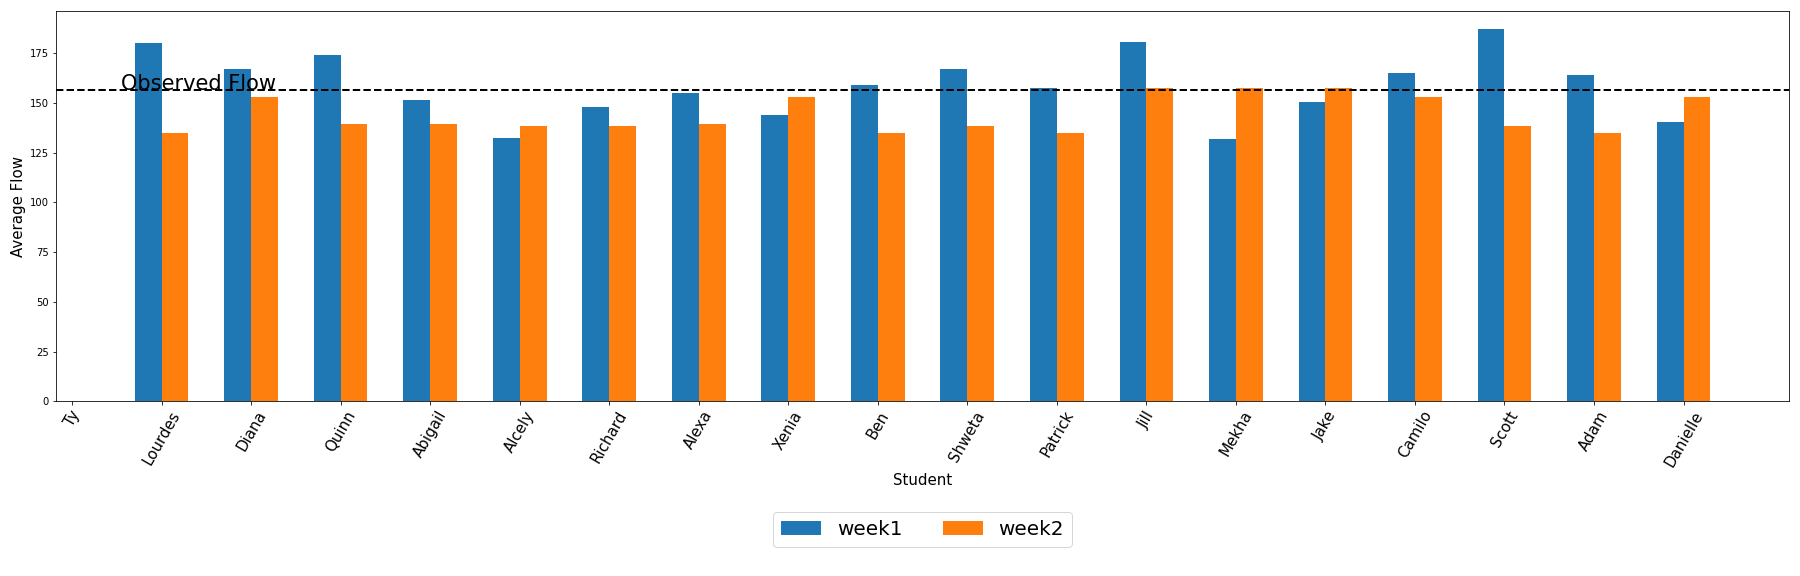 Observed Flow
Average Flow
175
150
125
100
75
50
25
0
Ty
Lourdes
Diana
Quinn
Abigail
Alcely
Richard
Alexa
Xenia
Ben
Shweta
Patrick
Jill
Mekha
Jake
Camilo
Scott
Adam
Danielle
Student
week1 week2